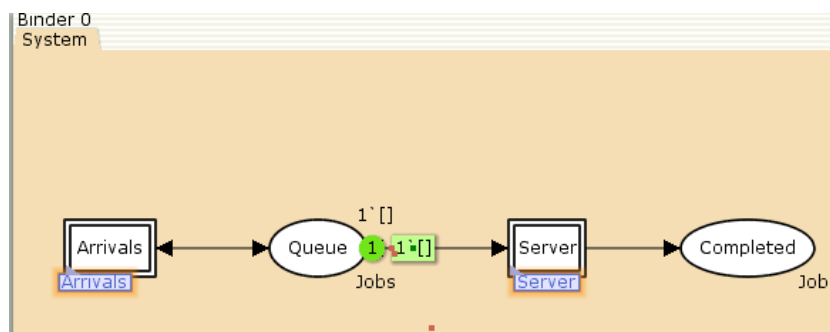 Binder 0
System
1`[]
Arrivals
Queue
1
1`[]
Server
Completed
Arrivals
Jobs
Server
Job